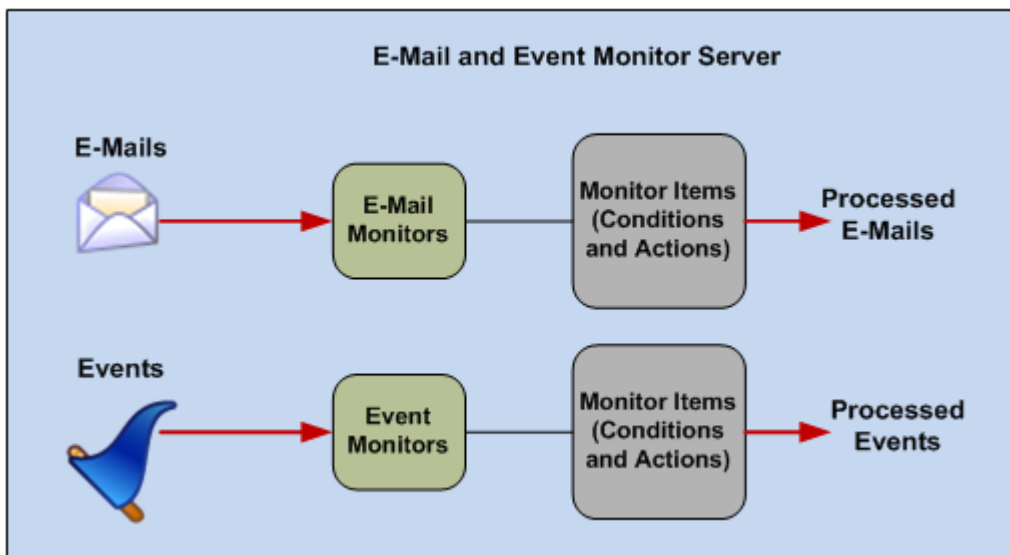 E-Mail and Event Monitor Server
E-Mails
E-Mail
Monitors
Monitor Items
(Conditions
and Actions)
Processed
E-Mails
Events
Event
Monitors
Monitor Items
(Conditions
and Actions)
Processed
Events